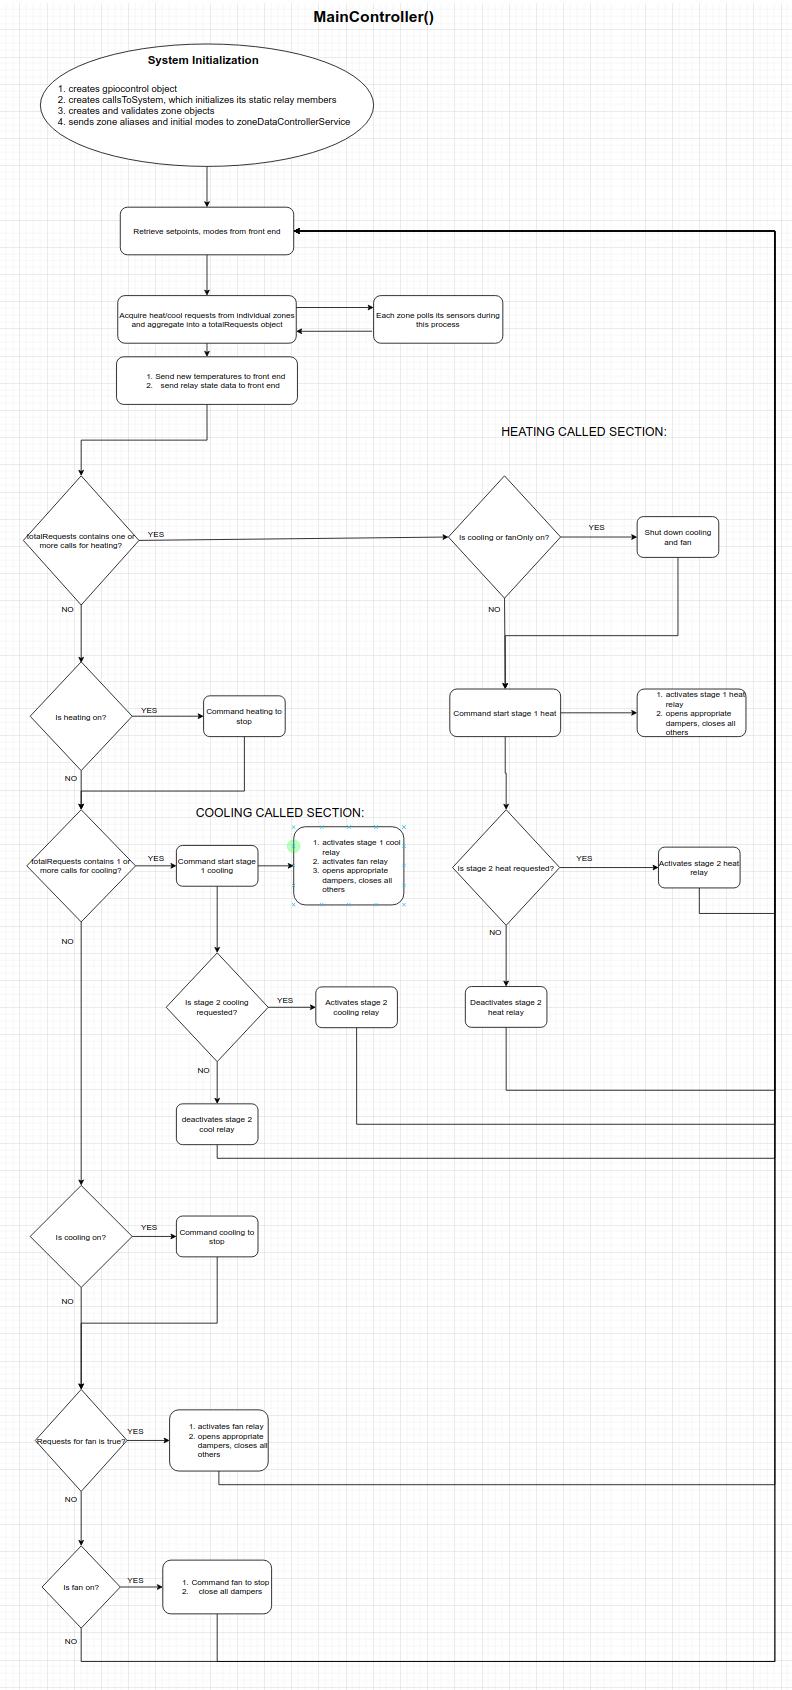 MainController()
System Initialization
1. creates gpiocontrol object
2. creates callsToSystem, which initializes its static relay members
3. creates and validates zone objects
4. sends zone aliases and initial modes to zoneDataControllerService
Retrieve setpoints, modes from front end
Acquire heat/cool requests from individual zones
and aggregate into a totalRequests object
Each zone polls its sensors during
this process
1. Send new temperatures to front end
2. send relay state data to front end
HEATING CALLED SECTION:
totalRequests contains one or
more calls for heating?
YES
NO
Is cooling or fanOnly on?
YES
NO
Shut down cooling
and fan
Is heating on?
YES
NO
Command heating to
stop
Command start stage 1 heat
1. activates stage 1 heat
relay
2. opens appropriate
dampers, closes all
others
COOLING CALLED SECTION:
totalRequests contains 1 or
more calls for cooling?
YES
NO
Command start stage
1 cooling
1. activates stage 1 cool
relay
2. activates fan relay
3. opens appropriate
dampers, closes all
others
Is stage 2 heat requested?
YES
NO
Activates stage 2 heat
relay
Is stage 2 cooling
requested?
YES
NO
Activates stage 2
cooling relay
Deactivates stage 2
heat relay
deactivates stage 2
cool relay
Is cooling on?
YES
NO
Command cooling to
stop
Requests for fan is true?
YES
NO
1. activates fan relay
2. opens appropriate
dampers, closes all
others
Is fan on?
YES
NO
1. Command fan to stop
2. close all dampers